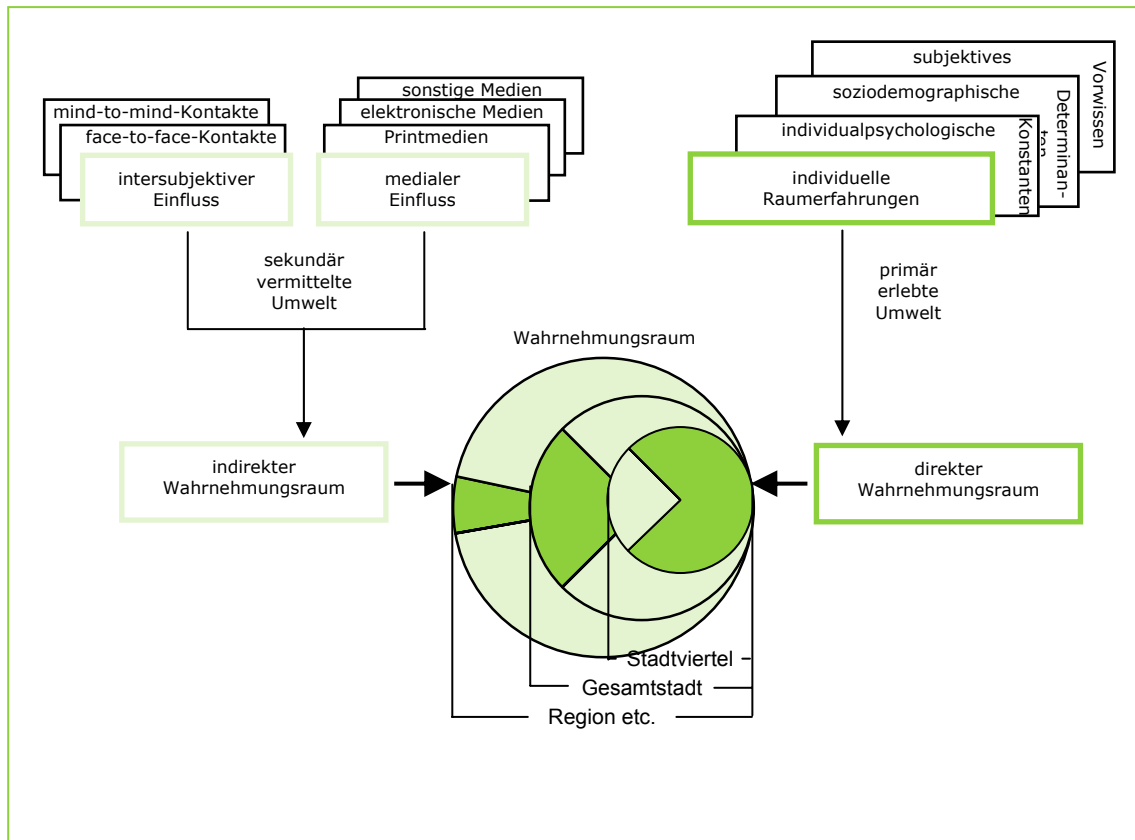 mind-to-mind-Kontakte
face-to-face-Kontakte
intersubjektiver
Einfluss
sonstige Medien
elektronische Medien
Printmedien
medialer
Einfluss
subjektives
Vorwissen
soziodemographische
Determinan-
ten
individualpsychologische
Konstanten
individuelle
Raumerfahrungen
sekundär
vermittelte
Umwelt
primär
erlebte
Umwelt
Wahrnehmungsraum
indirekter
Wahrnehmungsraum
direkter
Wahrnehmungsraum
Stadtviertel
Gesamtstadt
Region etc.